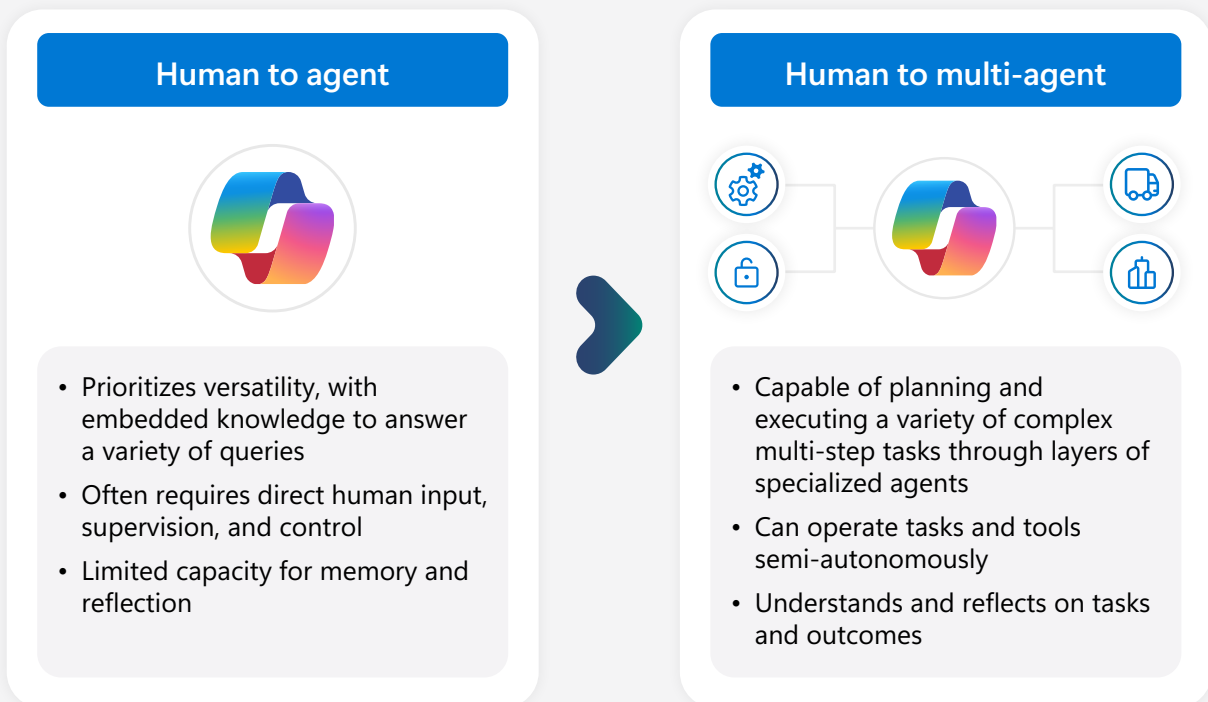 Human to agent
• Prioritizes versatility, with
embedded knowledge to answer
a variety of queries
• Often requires direct human input,
supervision, and control
• Limited capacity for memory and
reflection
Human to multi-agent
• Capable of planning and
executing a variety of complex
multi-step tasks through layers of
specialized agents
• Can operate tasks and tools
semi-autonomously
• Understands and reflects on tasks
and outcomes